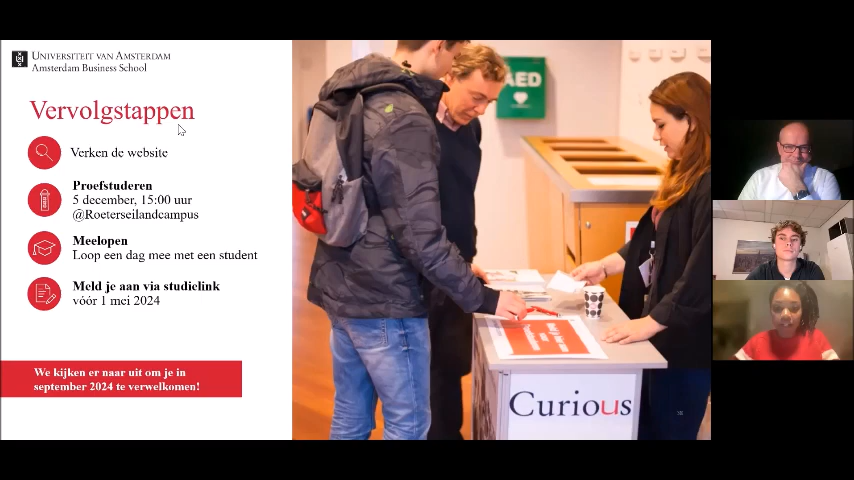 UNIVERSITEIT VAN AMSTERDAM
Amsterdam Business School
Vervolgstappen
Verken de website
Proefstuderen
5 december, 15:00 uur
@Roeterseilandcampus
Meelopen
Loop een dag mee met een student
Meld je aan via studielink
vóór 1 mei 2024
We kijken er naar uit om je in
september 2024 te verwelkomen!
AED
Curious